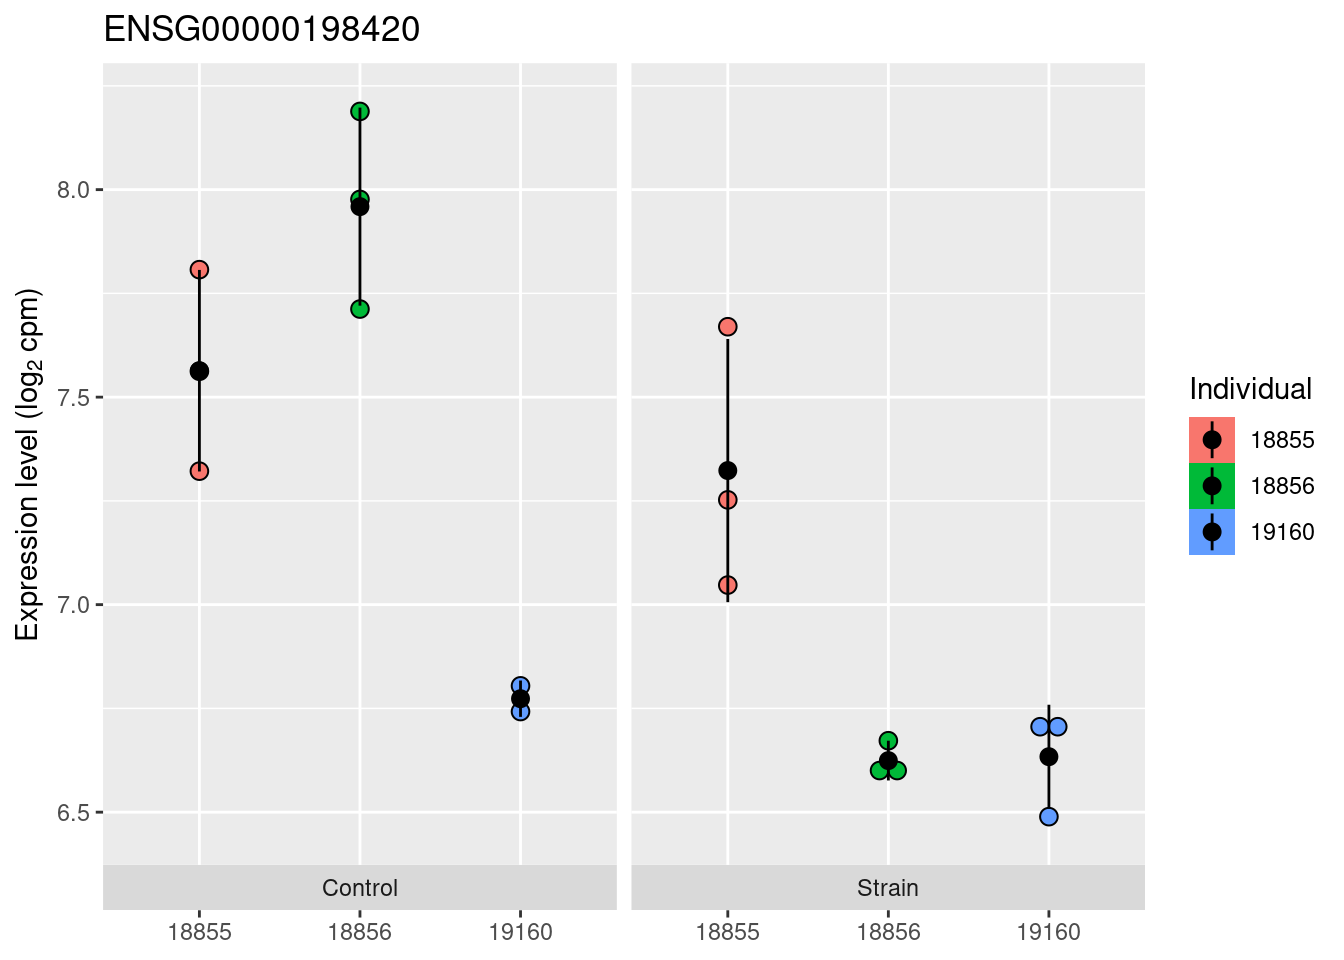 ENSG00000198420
Expression level (log₂ cpm)
8.0
7.5
7.0
6.5
Control
Strain
18855
18856
19160
18855
18856
19160
Individual
18855
18856
19160